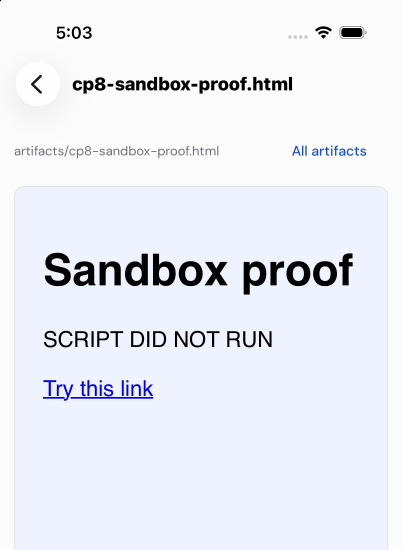 5:03
cp8-sandbox-proof.html
artifacts/cp8-sandbox-proof.html All artifacts
Sandbox proof
SCRIPT DID NOT RUN
Try this link